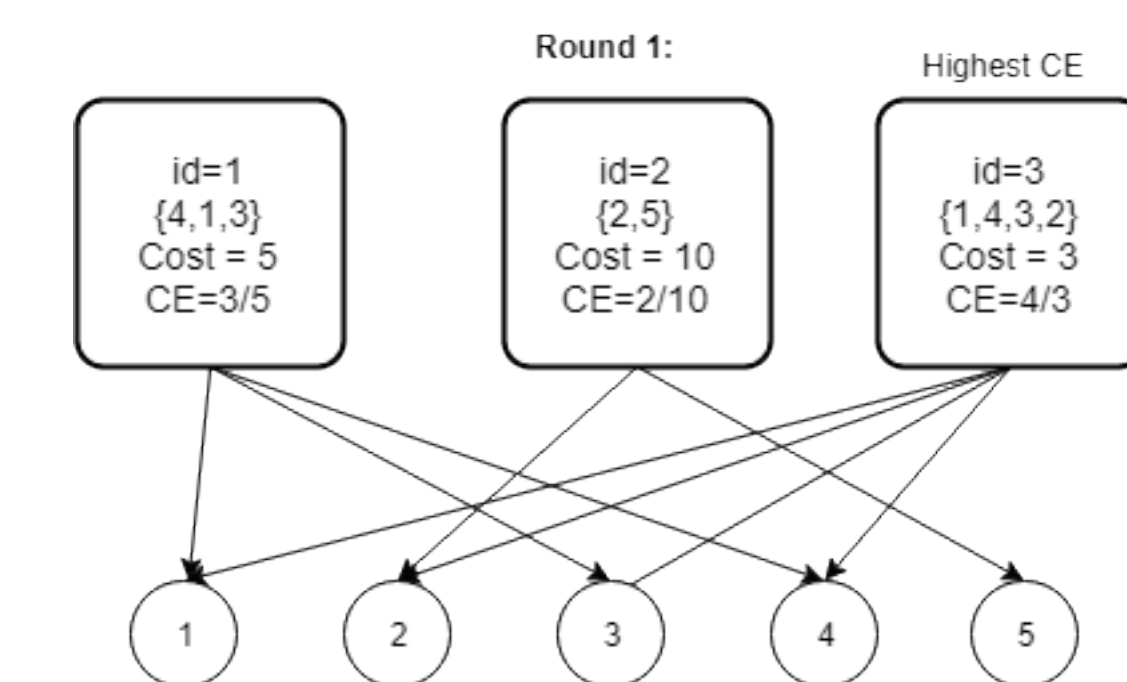 Round 1:
Highest CE
id=1
{4,1,3}
Cost = 5
CE=3/5
id=2
{2,5}
Cost = 10
CE=2/10
id=3
{1,4,3,2}
Cost = 3
CE=4/3
1
2
3
4
5